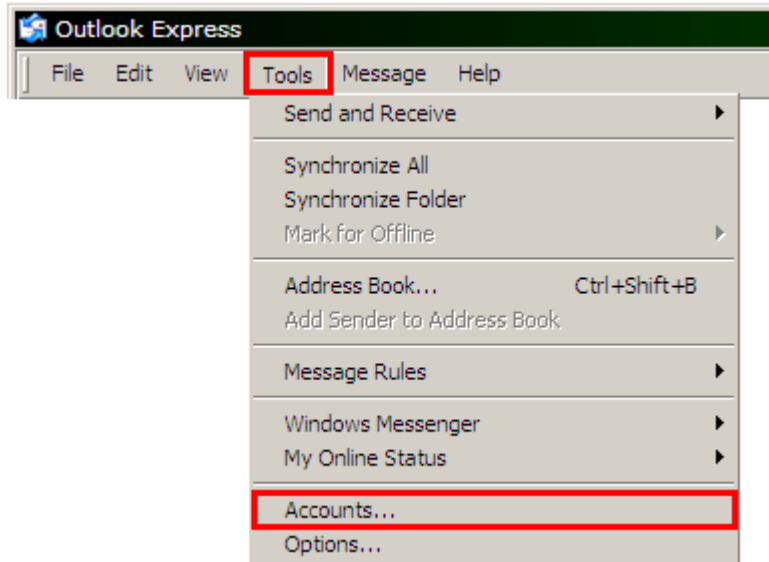 Outlook Express
File Edit View Tools Message Help
Send and Receive
Synchronize All
Synchronize Folder
Mark for Offline
Address Book... Ctrl+Shift+B
Add Sender to Address Book
Message Rules
Windows Messenger
My Online Status
Accounts...
Options...